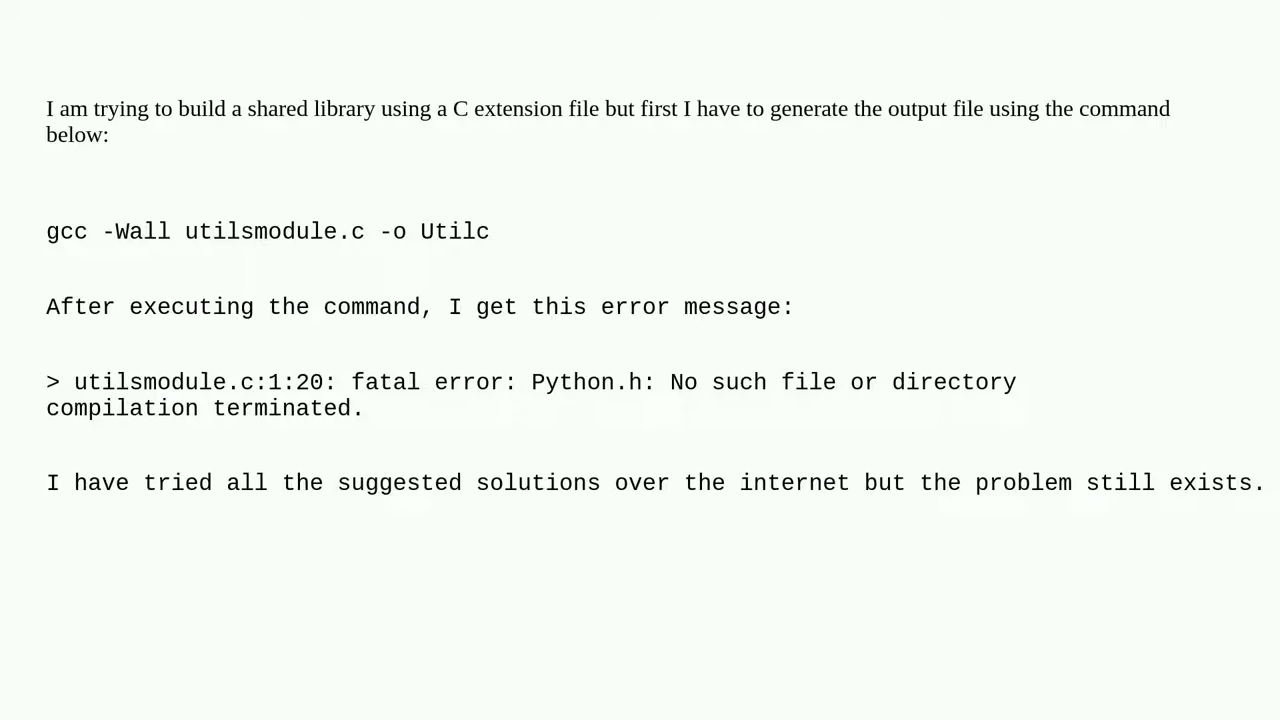 I am trying to build a shared library using a C extension file but first I have to generate the output file using the command
below:
gcc -Wall utilsmodule.c -o Utilc
After executing the command, I get this error message:
> utilsmodule.c:1:20: fatal error: Python.h: No such file or directory
compilation terminated.
I have tried all the suggested solutions over the internet but the problem still exists.